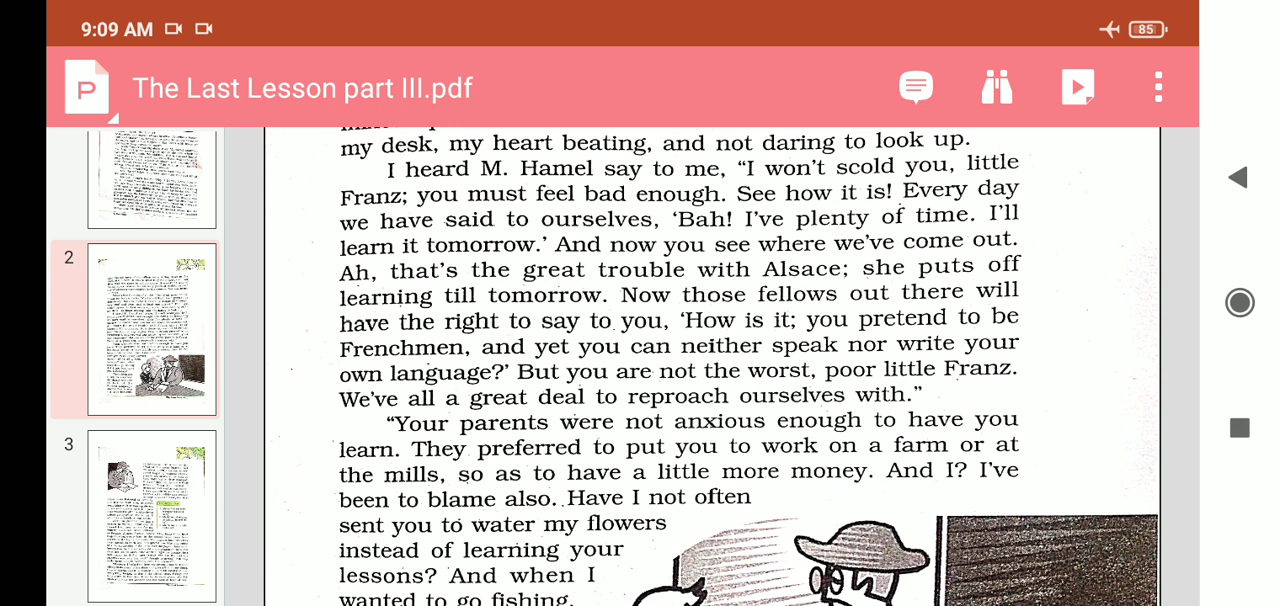 9:09 AM
85
P
The Last Lesson part III.pdf
my desk, my heart beating, and not daring to look up.
I heard M. Hamel say to me, “I won’t scold you, little
Franz; you must feel bad enough. See how it is! Every day
we have said to ourselves, ‘Bah! I’ve plenty of time. I’ll
learn it tomorrow.’ And now you see where we’ve come out.
Ah, that’s the great trouble with Alsace; she puts off
learning till tomorrow. Now those fellows out there will
have the right to say to you, ‘How is it; you pretend to be
Frenchmen, and yet you can neither speak nor write your
own language?’ But you are not the worst, poor little Franz.
We’ve all a great deal to reproach ourselves with.”
“Your parents were not anxious enough to have you
learn. They preferred to put you to work on a farm or at
the mills, so as to have a little more money. And I? I’ve
been to blame also. Have I not often
sent you to water my flowers
instead of learning your
lessons? And when I
wanted to go fishing,
2
3